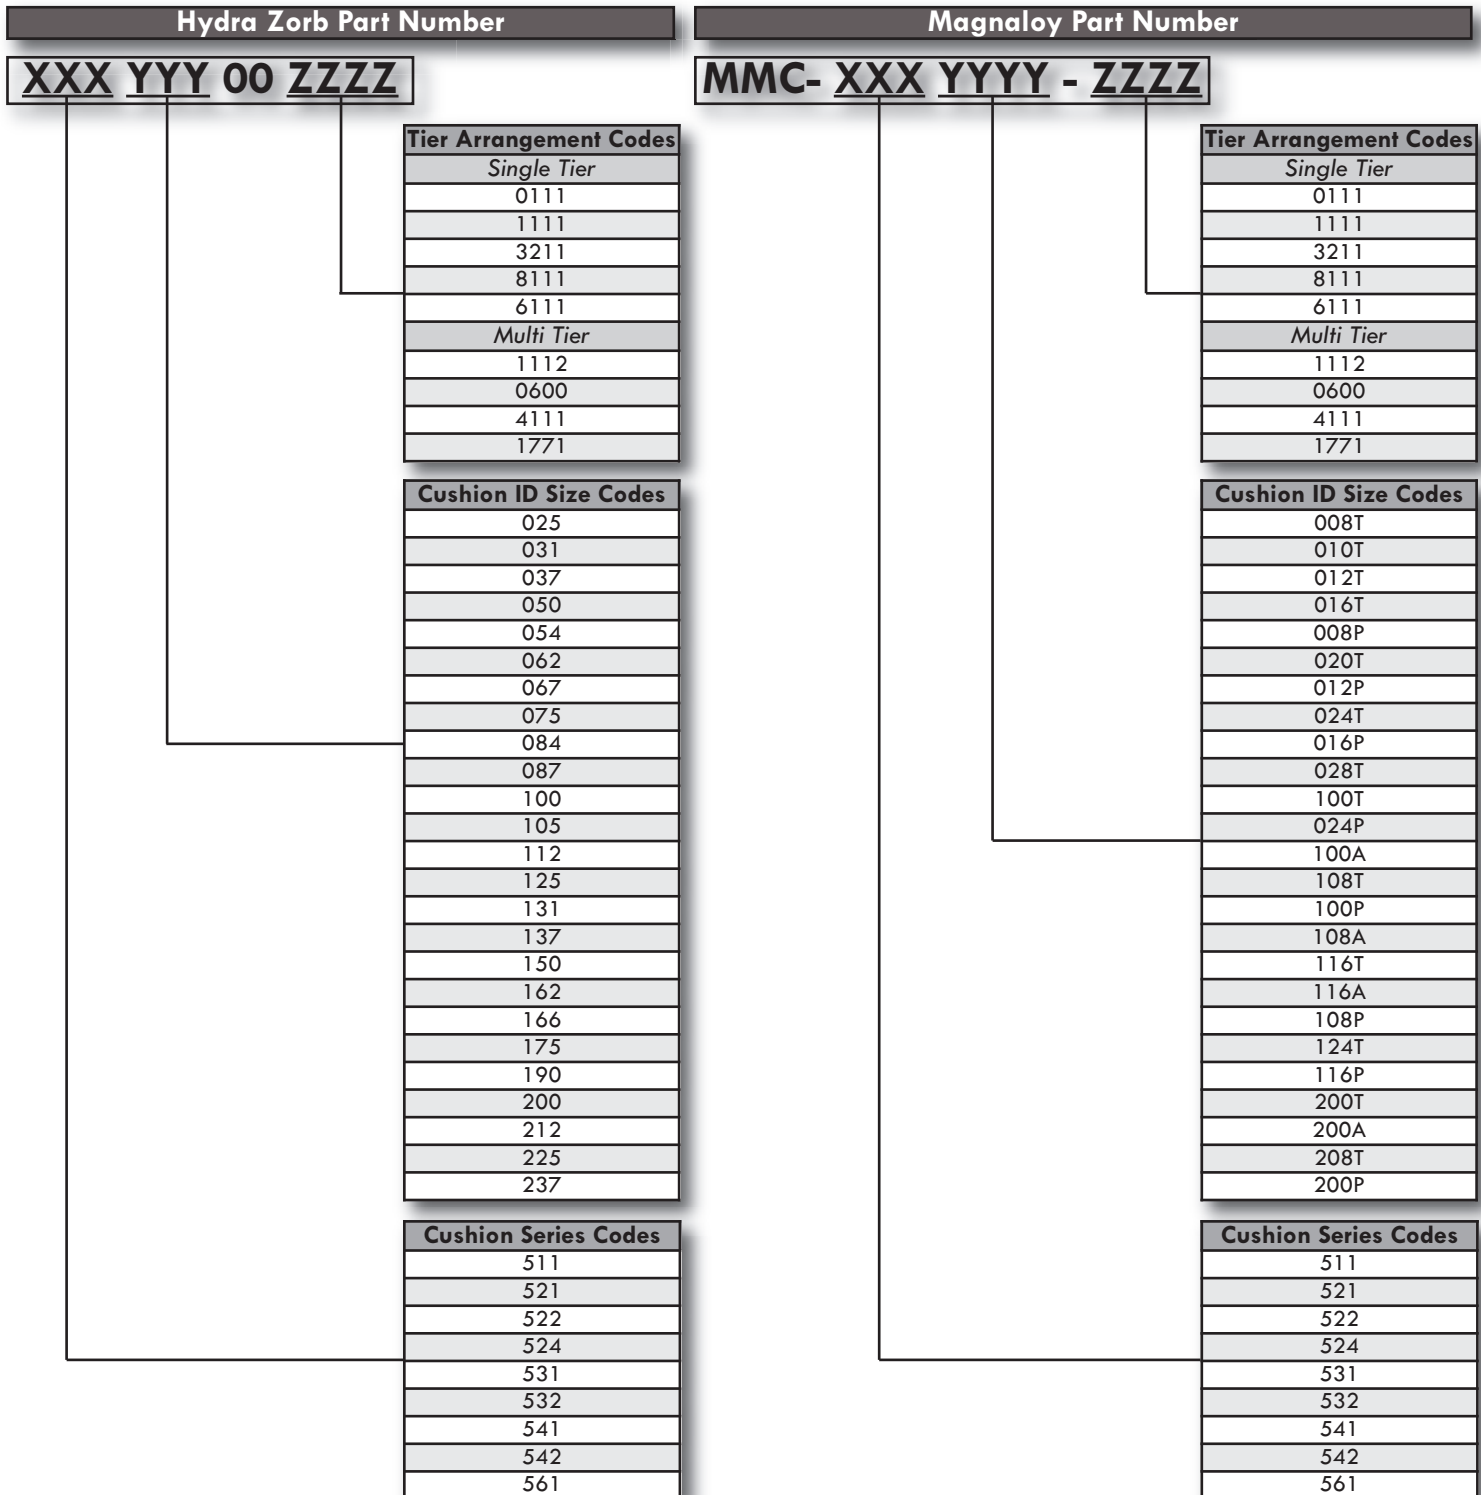 Hydra Zorb Part Number
XXX YYY 00 ZZZZ
Tier Arrangement Codes
Single Tier
0111
1111
3211
8111
6111
Multi Tier
1112
0600
4111
1771
Cushion ID Size Codes
025
031
037
050
054
062
067
075
084
087
100
105
112
125
131
137
150
162
166
175
190
200
212
225
237
Cushion Series Codes
511
521
522
524
531
532
541
542
561
Magnaloy Part Number
MMC- XXX YYYY - ZZZZ
Tier Arrangement Codes
Single Tier
0111
1111
3211
8111
6111
Multi Tier
1112
0600
4111
1771
Cushion ID Size Codes
008T
010T
012T
016T
008P
020T
012P
024T
016P
028T
100T
024P
100A
108T
100P
108A
116T
116A
108P
124T
116P
200T
200A
208T
200P
Cushion Series Codes
511
521
522
524
531
532
541
542
561